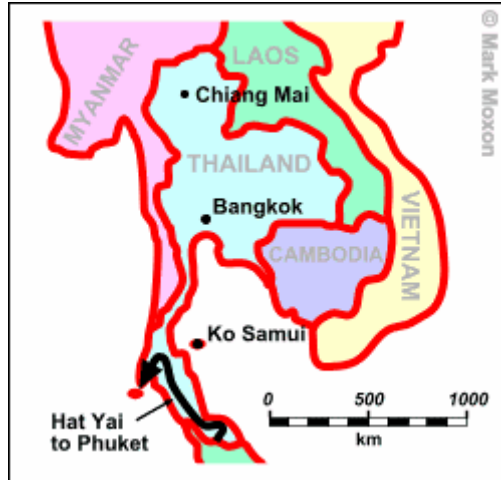 © Mark Moxon
LAOS
MYANMAR
Chiang Mai
THAILAND
Bangkok
VIETNAM
CAMBODIA
Ko Samui
Hat Yai
to Phuket
0 500 1000
km